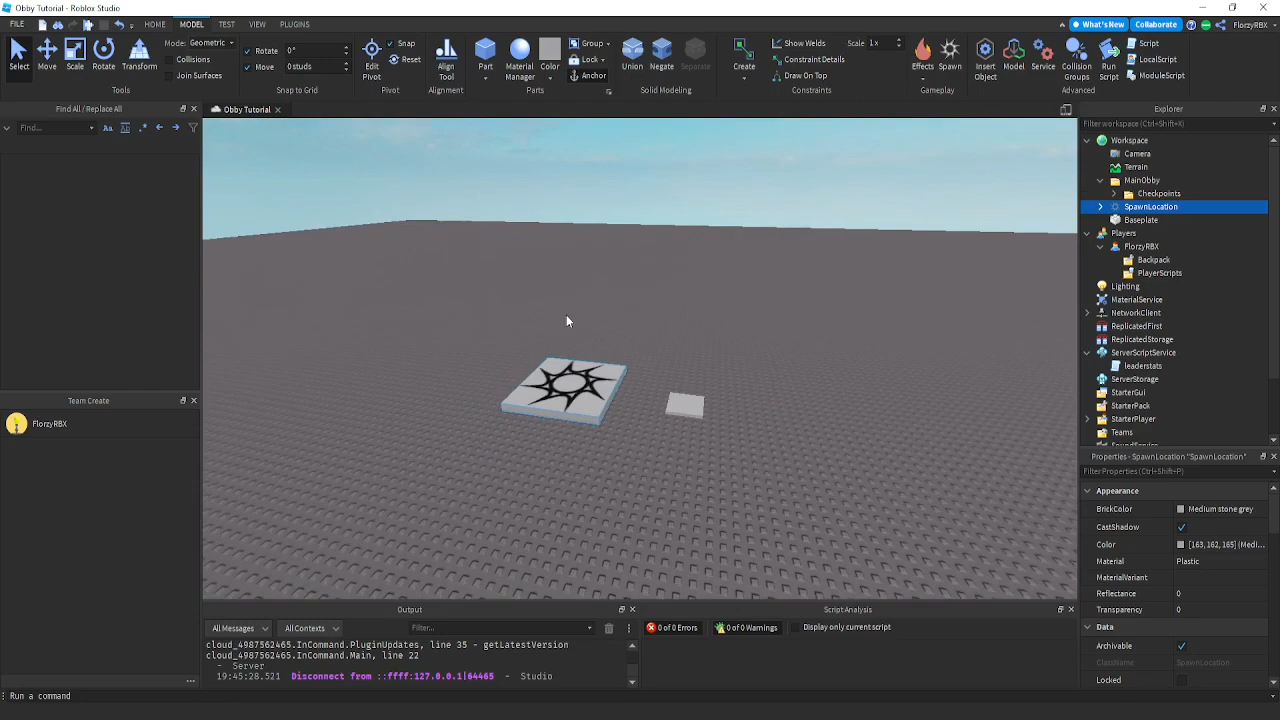 Obby Tutorial - Roblox Studio
FILE
HOME
MODEL
TEST
VIEW
PLUGINS
What's New
Collaborate
FlorzyRBX
Select
Move
Scale
Rotate
Transform
Mode: Geometric
Collisions
Join Surfaces
Tools
Rotate 0°
Move 0 studs
Snap to Grid
Edit Pivot
Snap
Reset
Pivot
Align Tool
Alignment
Part
Material Manager
Color
Group
Lock
Anchor
Parts
Union
Negate
Separate
Solid Modeling
Create
Show Welds
Constraint Details
Draw On Top
Scale 1x
Constraints
Effects
Spawn
Gameplay
Insert Object
Model
Service
Collision Groups
Run Script
Script
LocalScript
ModuleScript
Advanced
Find All / Replace All
Find...
Aa
Ab
.*
Team Create
FlorzyRBX
Obby Tutorial
Explorer
Filter workspace (Ctrl+Shift+X)
Workspace
Camera
Terrain
MainObby
Checkpoints
SpawnLocation
Baseplate
Players
FlorzyRBX
Backpack
PlayerScripts
Lighting
MaterialService
NetworkClient
ReplicatedFirst
ReplicatedStorage
ServerScriptService
leaderstats
ServerStorage
StarterGui
StarterPack
StarterPlayer
Teams
SoundService
Properties - SpawnLocation "SpawnLocation"
Filter Properties (Ctrl+Shift+P)
Appearance
BrickColor Medium stone grey
CastShadow
Color [163, 162, 165] (Medi...
Material Plastic
MaterialVariant
Reflectance 0
Transparency 0
Data
Archivable
ClassName SpawnLocation
Locked
Output
All Messages
All Contexts
Filter...
cloud_4987562465.InCommand.PluginUpdates, line 35 - getLatestVersion
cloud_4987562465.InCommand.Main, line 22
- Server
19:45:28.521 Disconnect from ::ffff:127.0.0.1|64465 - Studio
Script Analysis
0 of 0 Errors
0 of 0 Warnings
Display only current script
Run a command